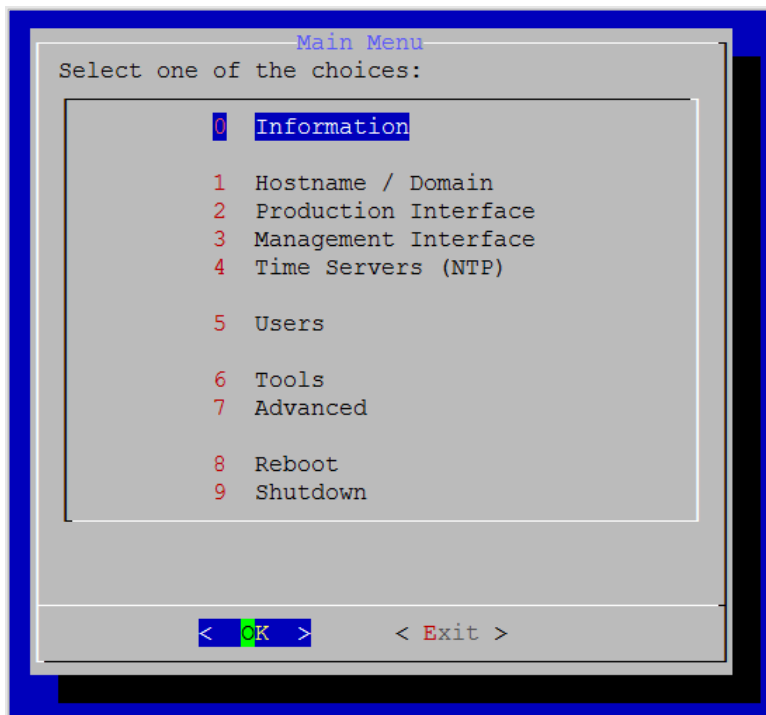 Main Menu
Select one of the choices:
0 Information
1 Hostname / Domain
2 Production Interface
3 Management Interface
4 Time Servers (NTP)
5 Users
6 Tools
7 Advanced
8 Reboot
9 Shutdown
< OK > < Exit >